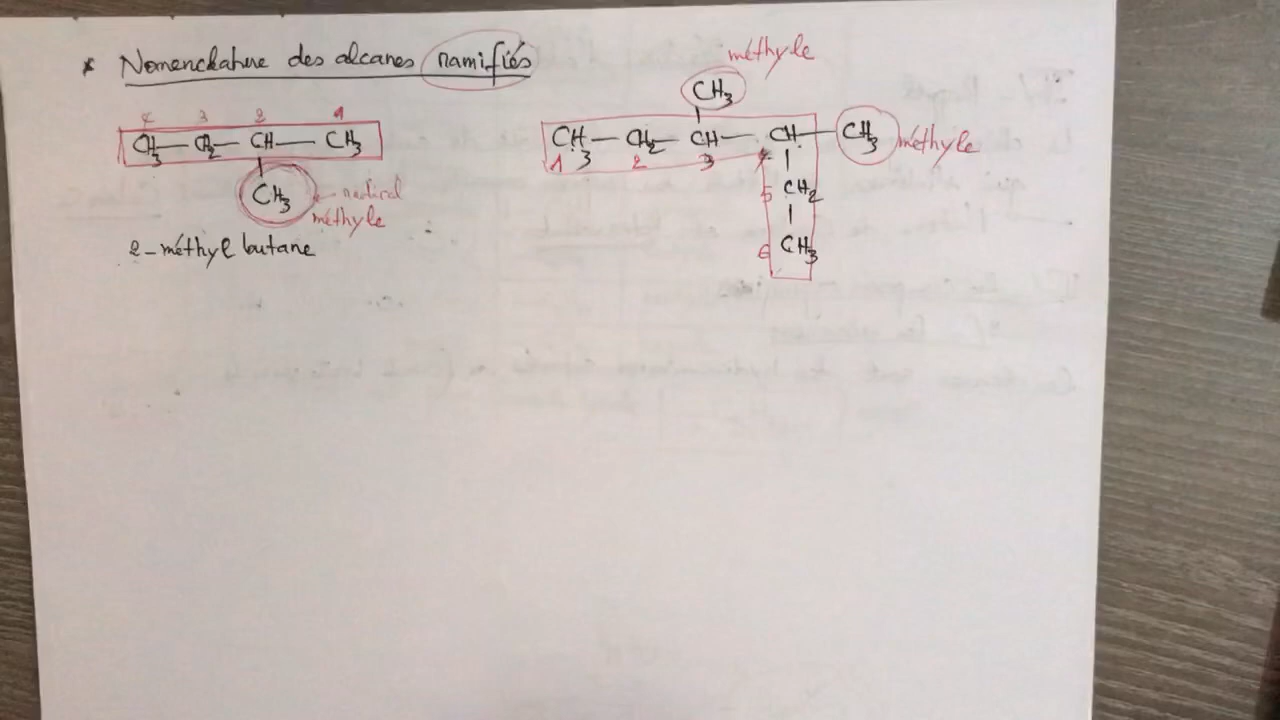 * Nomenclature des alcanes ramifiés
4 3 2 1
CH3 — CH2 — CH — CH3
CH3
radical
méthyle
2-méthyl butane
méthyle
CH3
CH3 — CH2 — CH — CH — CH3 méthyle
1 2 3 4
5 CH2
6 CH3